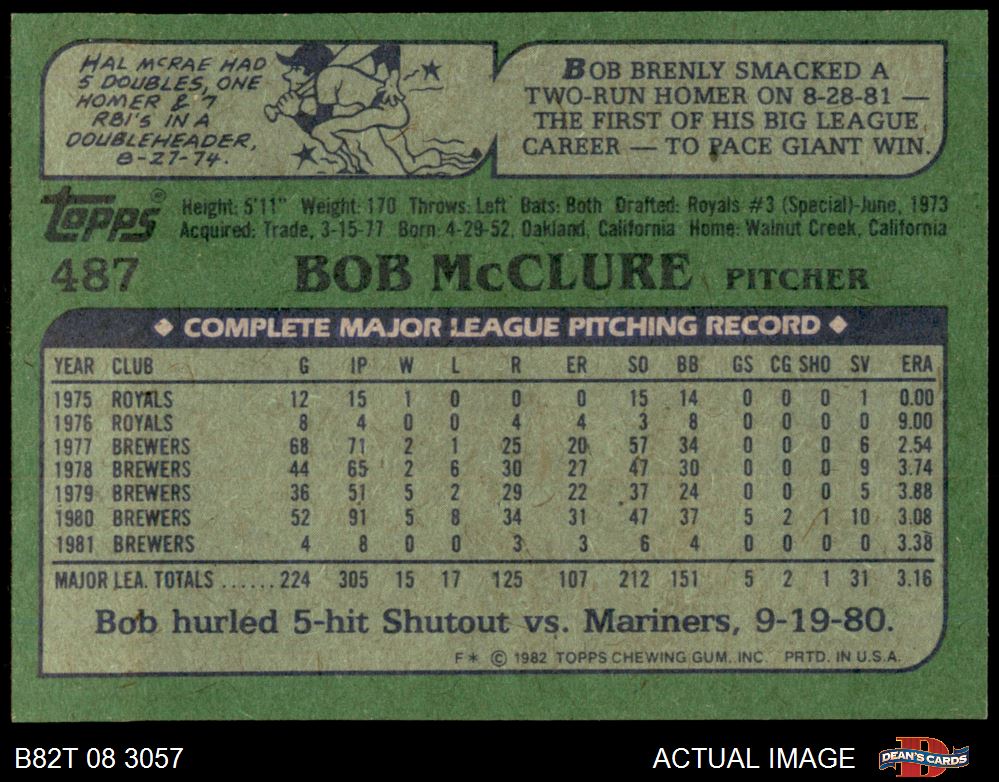 HAL McRAE HAD
5 DOUBLES, ONE
HOMER & 7
RBI'S IN A
DOUBLEHEADER,
8-27-74.
BOB BRENLY SMACKED A
TWO-RUN HOMER ON 8-28-81 —
THE FIRST OF HIS BIG LEAGUE
CAREER — TO PACE GIANT WIN.
topps®
Height: 5'11" Weight: 170 Throws: Left Bats: Both Drafted: Royals #3 (Special)-June, 1973
Acquired: Trade, 3-15-77 Born: 4-29-52, Oakland, California Home: Walnut Creek, California
487 BOB McCLURE PITCHER
◆ COMPLETE MAJOR LEAGUE PITCHING RECORD ◆
YEAR CLUB G IP W L R ER SO BB GS CG SHO SV ERA
1975 ROYALS 12 15 1 0 0 0 15 14 0 0 0 1 0.00
1976 ROYALS 8 4 0 0 4 4 3 8 0 0 0 0 9.00
1977 BREWERS 68 71 2 1 25 20 57 34 0 0 0 6 2.54
1978 BREWERS 44 65 2 6 30 27 47 30 0 0 0 9 3.74
1979 BREWERS 36 51 5 2 29 22 37 24 0 0 0 5 3.88
1980 BREWERS 52 91 5 8 34 31 47 37 5 2 1 10 3.08
1981 BREWERS 4 8 0 0 3 3 6 4 0 0 0 0 3.38
MAJOR LEA. TOTALS ......224 305 15 17 125 107 212 151 5 2 1 31 3.16
Bob hurled 5-hit Shutout vs. Mariners, 9-19-80.
F* © 1982 TOPPS CHEWING GUM, INC. PRTD. IN U.S.A.
B82T 08 3057 ACTUAL IMAGE DEAN'S CARDS